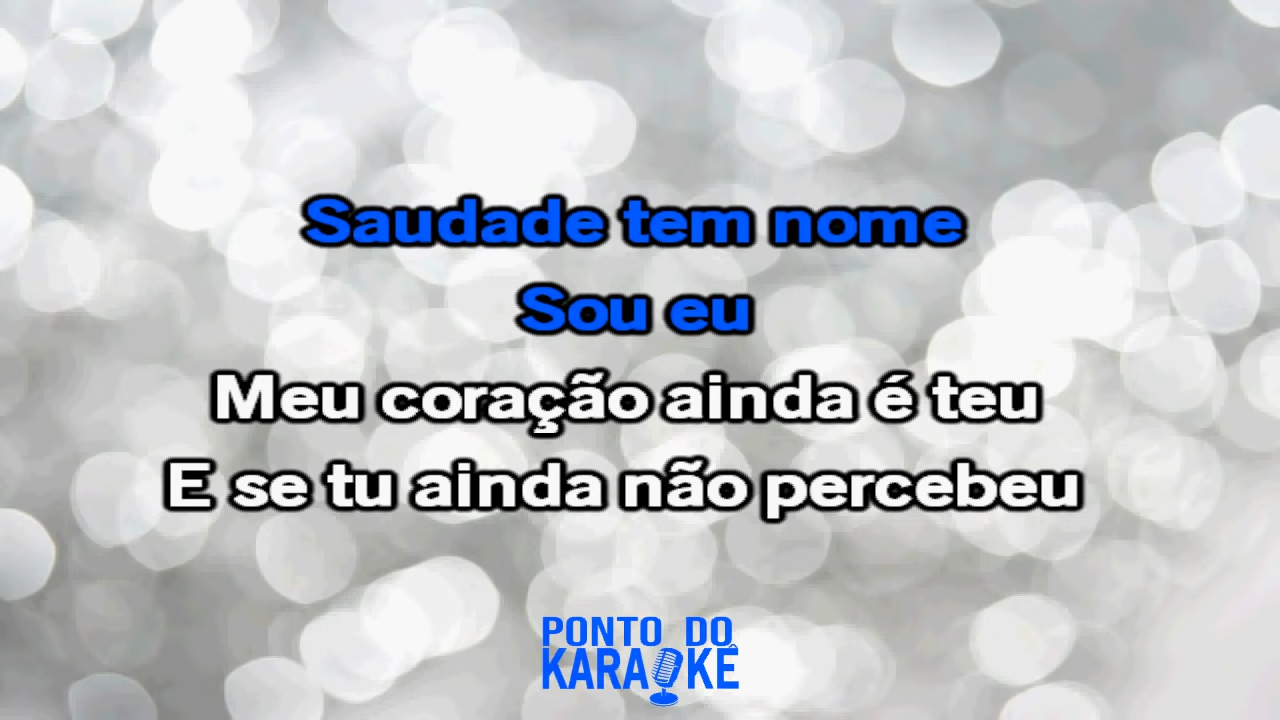 Saudade tem nome
Sou eu
Meu coração ainda é teu
E se tu ainda não percebeu
PONTO DO
KARAOKÊ